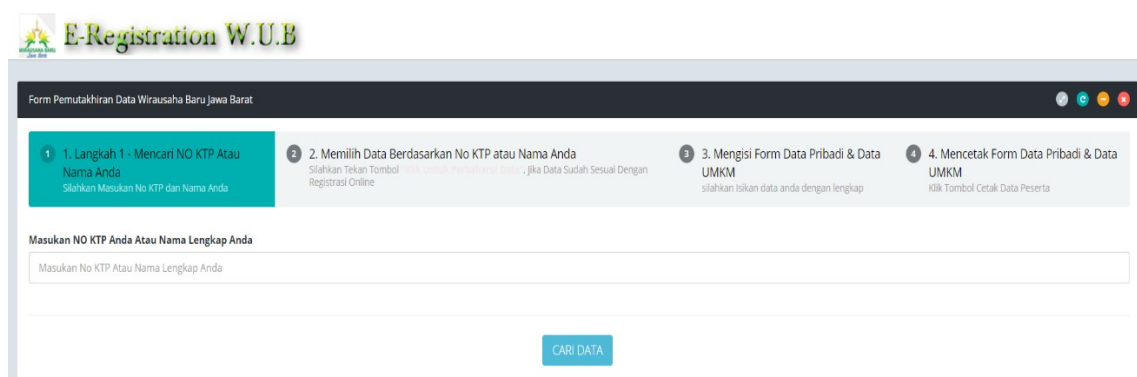 E-Registration W.U.B
Form Pemutakhiran Data Wirausaha Baru Jawa Barat
1 1. Langkah 1 - Mencari NO KTP Atau
Nama Anda
Silahkan Masukan No KTP dan Nama Anda
2 2. Memilih Data Berdasarkan No KTP atau Nama Anda
Silahkan Tekan Tombol , Jika Data Sudah Sesuai Dengan
Registrasi Online
3 3. Mengisi Form Data Pribadi & Data
UMKM
silahkan Isikan data anda dengan lengkap
4 4. Mencetak Form Data Pribadi & Data
UMKM
Klik Tombol Cetak Data Peserta
Masukan NO KTP Anda Atau Nama Lengkap Anda
Masukan No KTP Atau Nama Lengkap Anda
CARI DATA